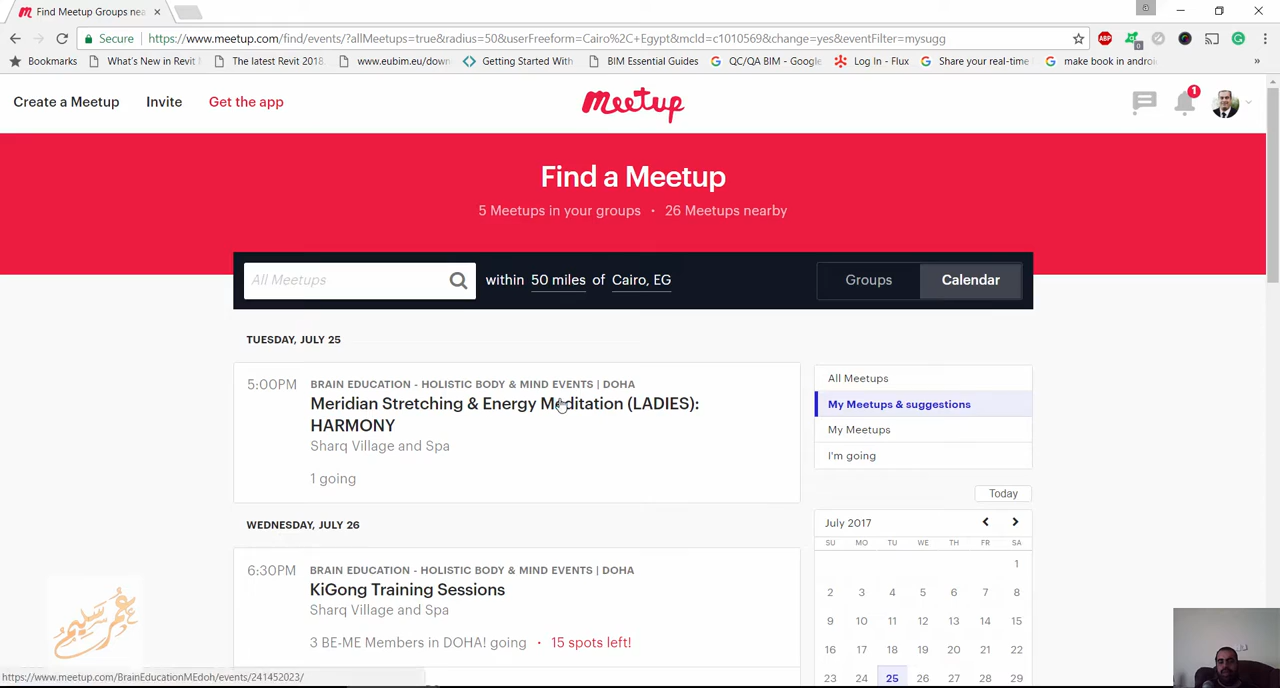 Find Meetup Groups nea
a
Secure
https://www.meetup.com/find/events/?allMeetups=true&radius=50&userFreeform=Cairo%2C+Egypt&mcId=c1010569&change=yes&eventFilter=mysugg
ABP
0
Bookmarks
What's New in Revit
The latest Revit 2018
www.eubim.eu/down
Getting Started With
BIM Essential Guides
QC/QA BIM - Google
Log In - Flux
Share your real-time
make book in androi
»
Create a Meetup
Invite
Get the app
meetup
1
Find a Meetup
5 Meetups in your groups · 26 Meetups nearby
All Meetups
within 50 miles of Cairo, EG
Groups
Calendar
TUESDAY, JULY 25
5:00PM
BRAIN EDUCATION - HOLISTIC BODY & MIND EVENTS | DOHA
Meridian Stretching & Energy Meditation (LADIES):
HARMONY
Sharq Village and Spa
1 going
WEDNESDAY, JULY 26
6:30PM
BRAIN EDUCATION - HOLISTIC BODY & MIND EVENTS | DOHA
KiGong Training Sessions
Sharq Village and Spa
3 BE-ME Members in DOHA! going · 15 spots left!
All Meetups
My Meetups & suggestions
My Meetups
I'm going
Today
July 2017
SU MO TU WE TH FR SA
1
2 3 4 5 6 7 8
9 10 11 12 13 14 15
16 17 18 19 20 21 22
23 24 25 26 27 28 29
عمر سليم
https://www.meetup.com/BrainEducationMEdoh/events/241452023/